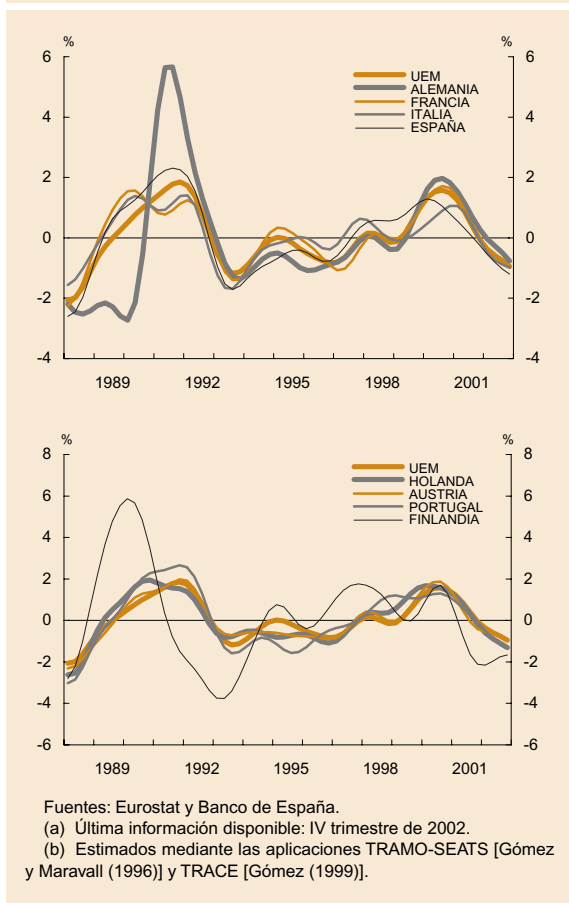 % %
6 6
UEM
ALEMANIA
FRANCIA
ITALIA
ESPAÑA
4 4
2 2
0 0
-2 -2
-4 -4
1989 1992 1995 1998 2001
% %
8 8
UEM
HOLANDA
AUSTRIA
PORTUGAL
FINLANDIA
6 6
4 4
2 2
0 0
-2 -2
-4 -4
-6 -6
1989 1992 1995 1998 2001
Fuentes: Eurostat y Banco de España.
(a) Última información disponible: IV trimestre de 2002.
(b) Estimados mediante las aplicaciones TRAMO-SEATS [Gómez
y Maravall (1996)] y TRACE [Gómez (1999)].